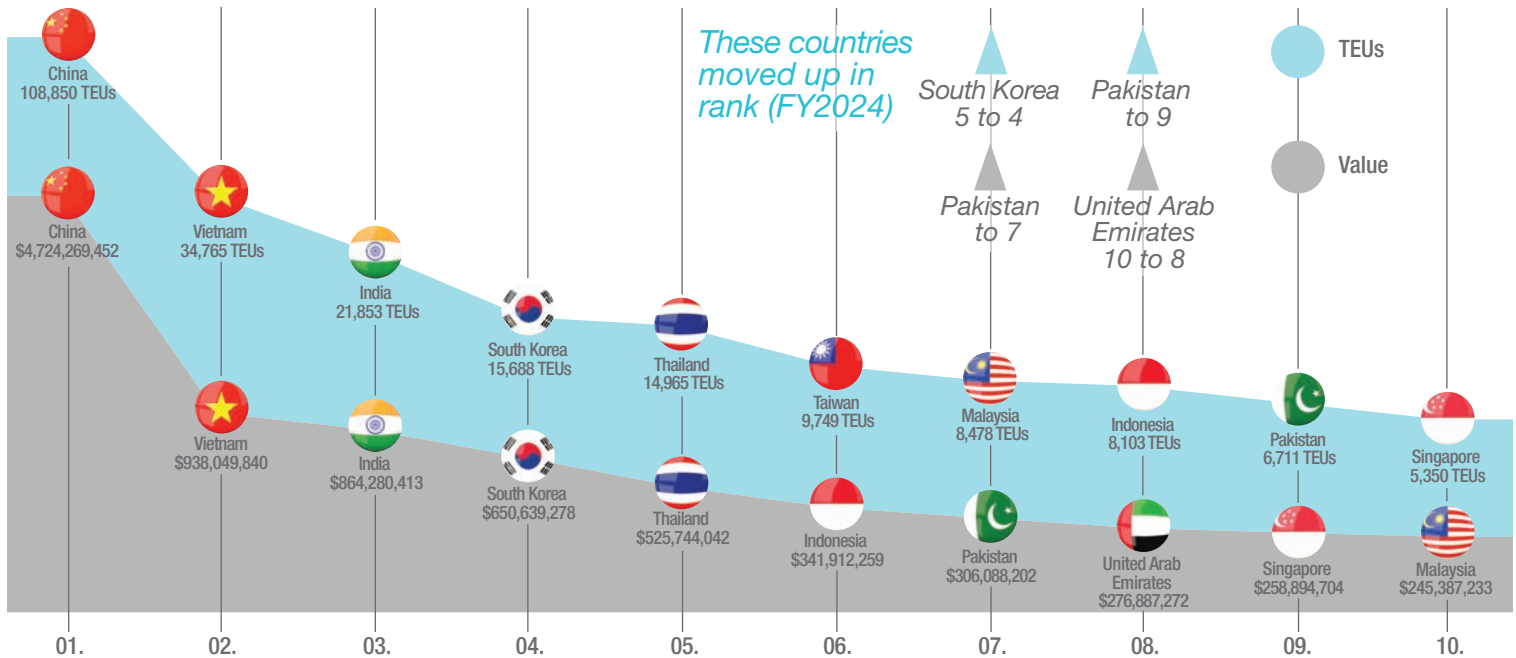 China
108,850 TEUs
China
$4,724,269,452
Vietnam
34,765 TEUs
Vietnam
$938,049,840
India
21,853 TEUs
India
$864,280,413
South Korea
15,688 TEUs
South Korea
$650,639,278
Thailand
14,965 TEUs
Thailand
$525,744,042
Taiwan
9,749 TEUs
Indonesia
$341,912,259
Malaysia
8,478 TEUs
Pakistan
$306,088,202
Indonesia
8,103 TEUs
United Arab
Emirates
$276,887,272
Pakistan
6,711 TEUs
Singapore
$258,894,704
Singapore
5,350 TEUs
Malaysia
$245,387,233
These countries
moved up in
rank (FY2024)
South Korea
5 to 4
Pakistan
to 9
Pakistan
to 7
United Arab
Emirates
10 to 8
TEUs
Value
01.
02.
03.
04.
05.
06.
07.
08.
09.
10.